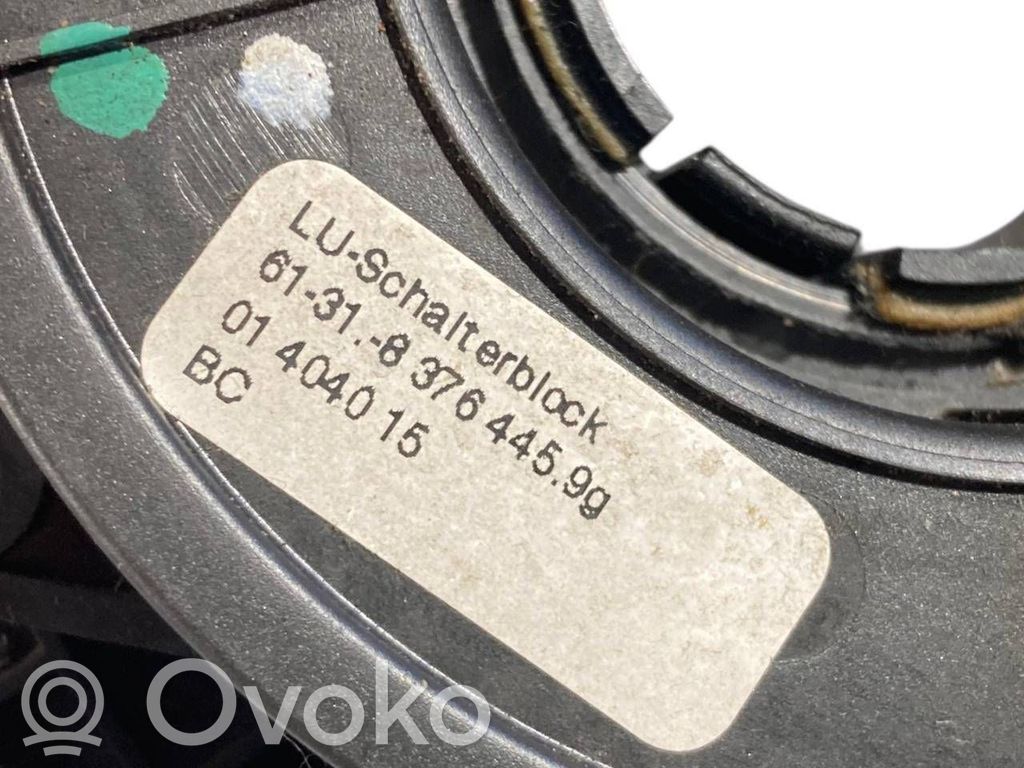 LU-Schalterblock
61-31.-8 376 445.9g
01 4040 15
BC
Ovoko